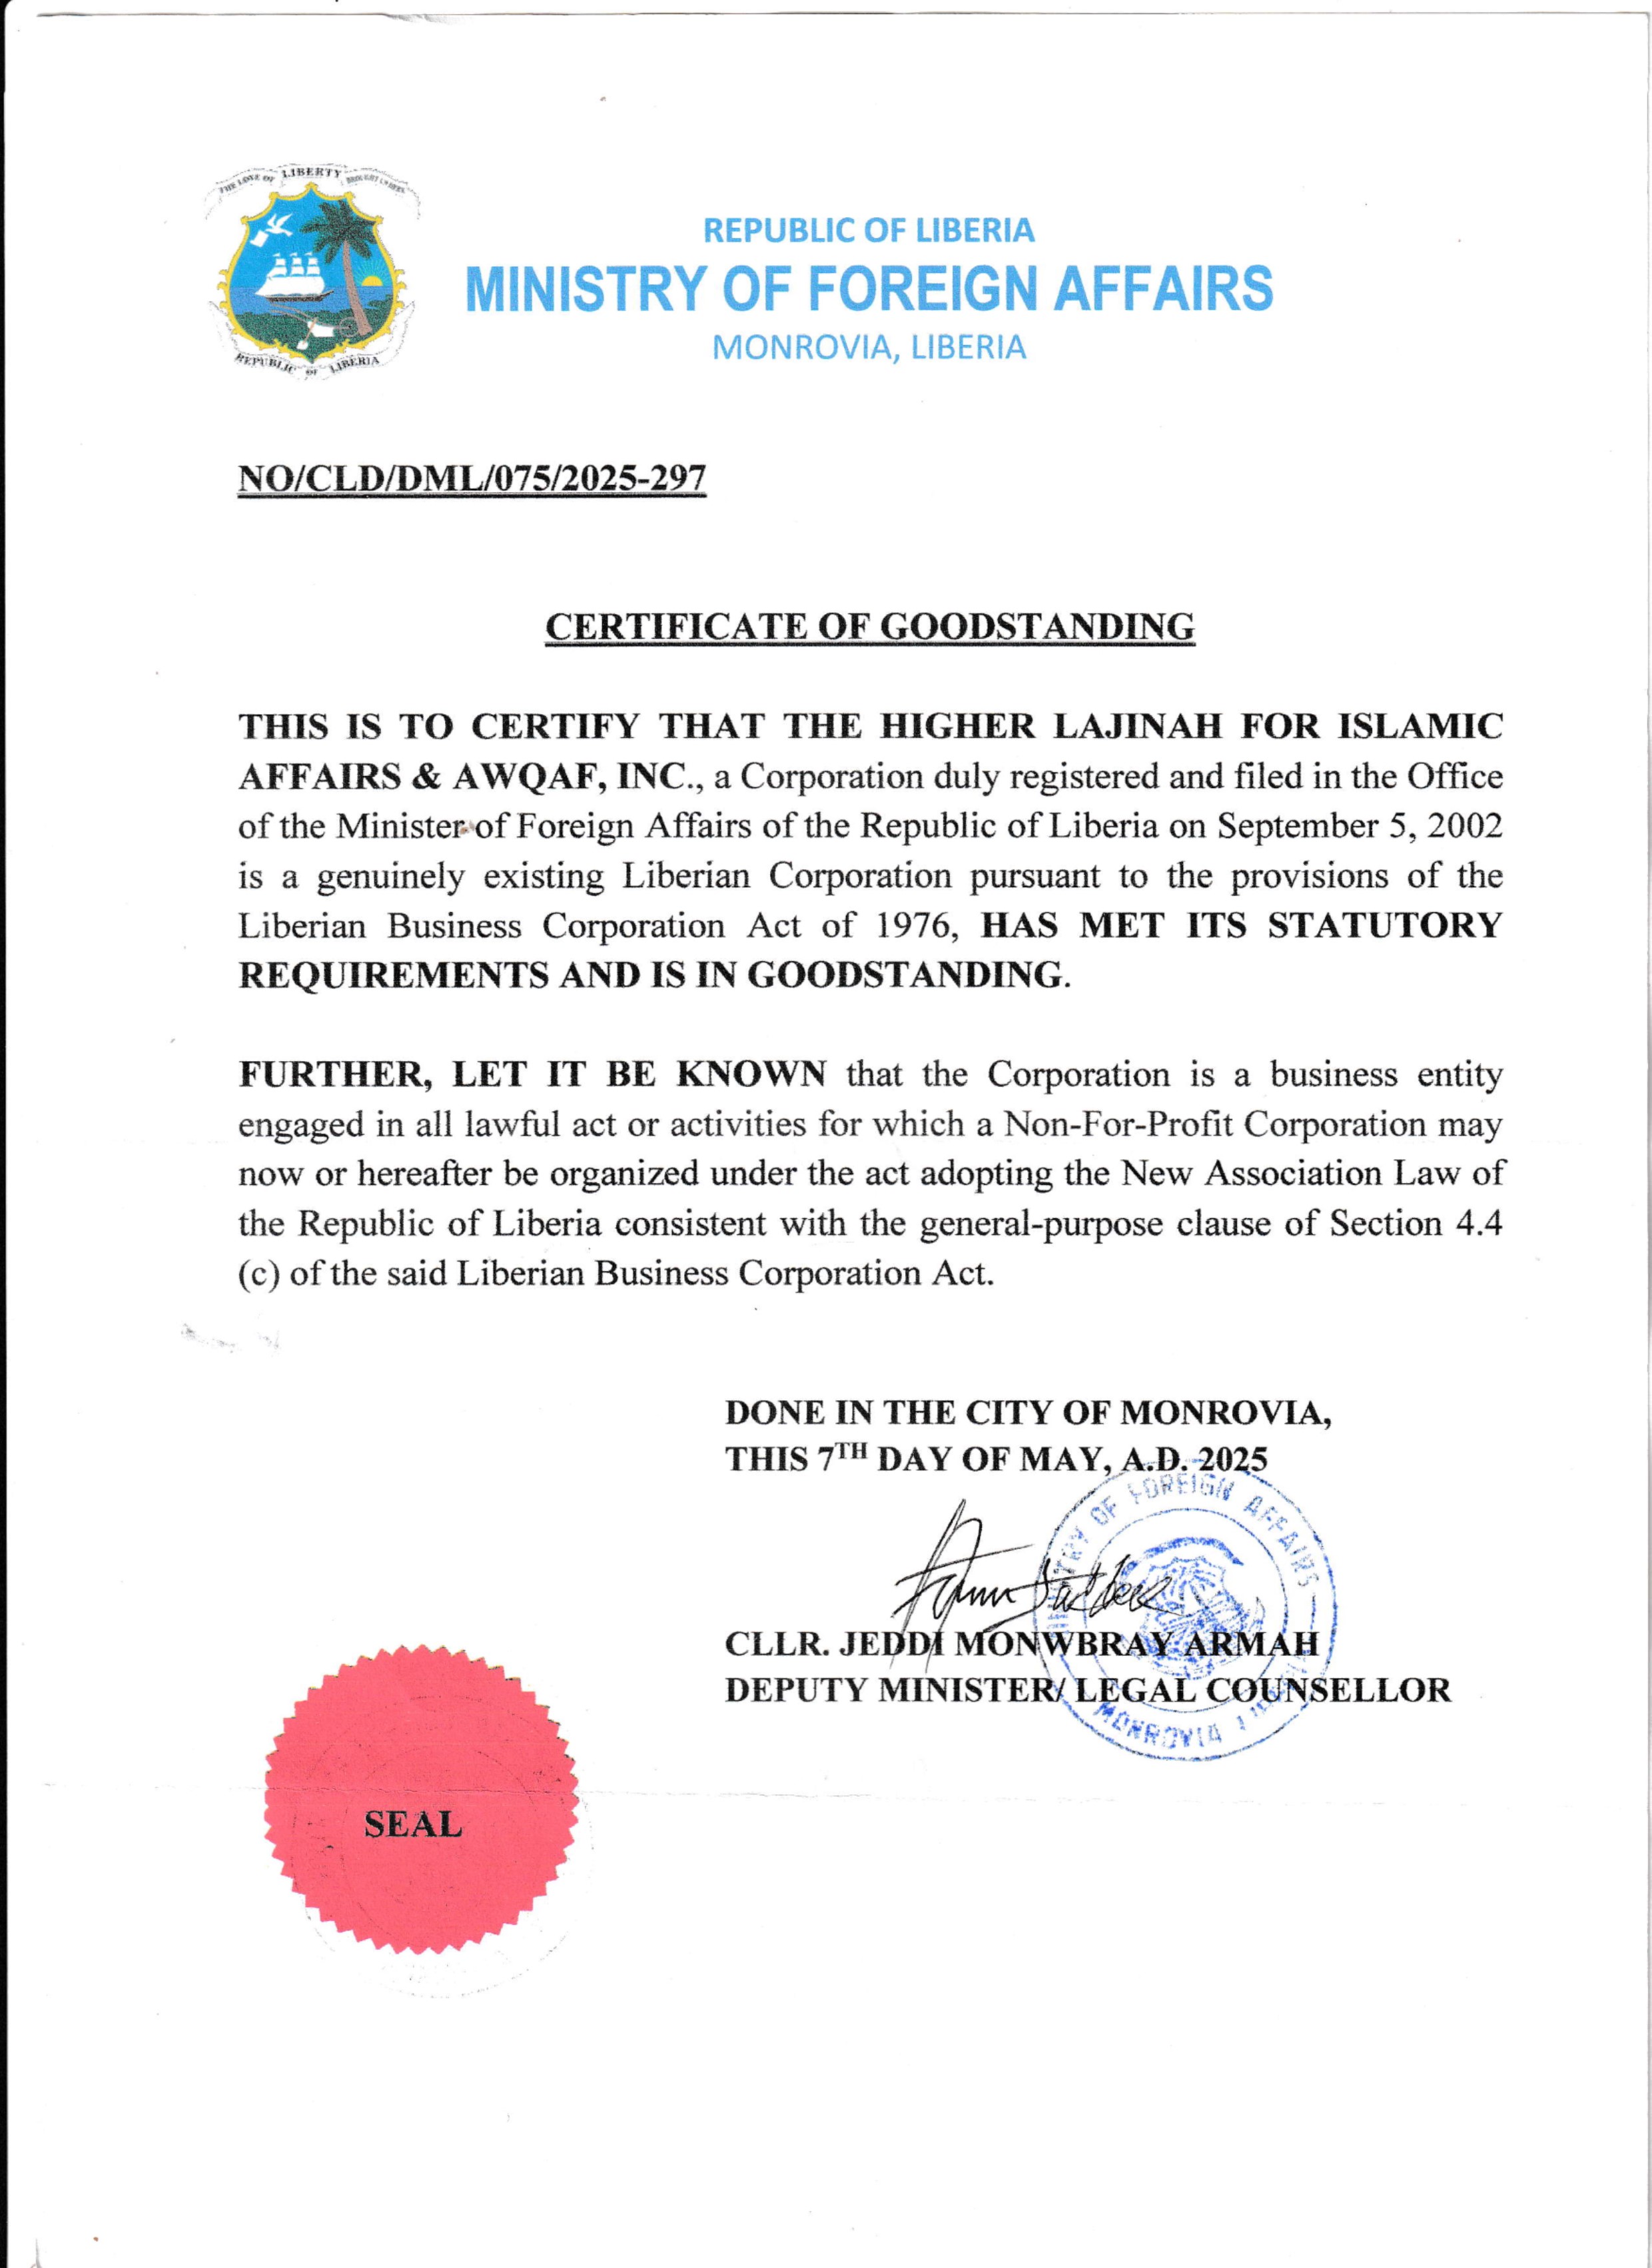 THE LOVE OF LIBERTY BROUGHT US HERE
REPUBLIC OF LIBERIA
REPUBLIC OF LIBERIA
MINISTRY OF FOREIGN AFFAIRS
MONROVIA, LIBERIA
NO/CLD/DML/075/2025-297
CERTIFICATE OF GOODSTANDING
THIS IS TO CERTIFY THAT THE HIGHER LAJINAH FOR ISLAMIC
AFFAIRS & AWQAF, INC., a Corporation duly registered and filed in the Office
of the Minister of Foreign Affairs of the Republic of Liberia on September 5, 2002
is a genuinely existing Liberian Corporation pursuant to the provisions of the
Liberian Business Corporation Act of 1976, HAS MET ITS STATUTORY
REQUIREMENTS AND IS IN GOODSTANDING.
FURTHER, LET IT BE KNOWN that the Corporation is a business entity
engaged in all lawful act or activities for which a Non-For-Profit Corporation may
now or hereafter be organized under the act adopting the New Association Law of
the Republic of Liberia consistent with the general-purpose clause of Section 4.4
(c) of the said Liberian Business Corporation Act.
DONE IN THE CITY OF MONROVIA,
THIS 7TH DAY OF MAY, A.D. 2025
MINISTRY OF FOREIGN AFFAIRS
CLLR. JEDDI MONWBRAY ARMAH
DEPUTY MINISTER/ LEGAL COUNSELLOR
MONROVIA LIBERIA
SEAL